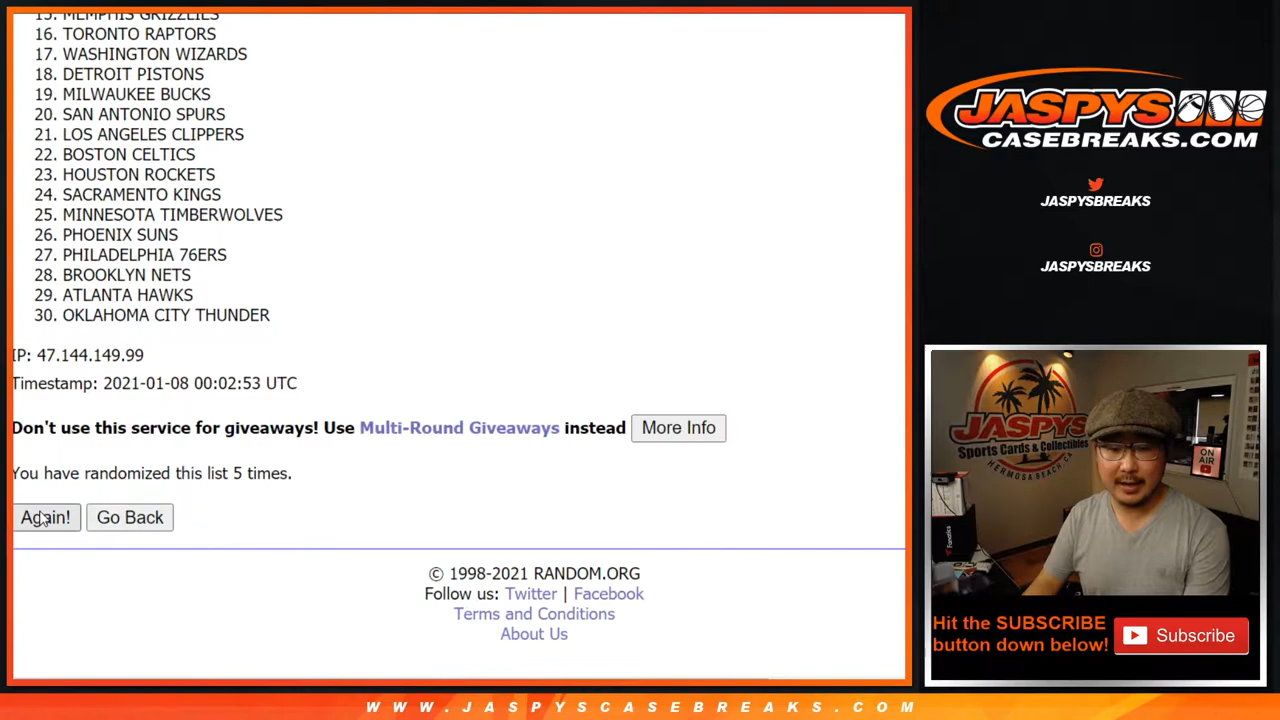 15. MEMPHIS GRIZZLIES
16. TORONTO RAPTORS
17. WASHINGTON WIZARDS
18. DETROIT PISTONS
19. MILWAUKEE BUCKS
20. SAN ANTONIO SPURS
21. LOS ANGELES CLIPPERS
22. BOSTON CELTICS
23. HOUSTON ROCKETS
24. SACRAMENTO KINGS
25. MINNESOTA TIMBERWOLVES
26. PHOENIX SUNS
27. PHILADELPHIA 76ERS
28. BROOKLYN NETS
29. ATLANTA HAWKS
30. OKLAHOMA CITY THUNDER
IP: 47.144.149.99
Timestamp: 2021-01-08 00:02:53 UTC
Don't use this service for giveaways! Use Multi-Round Giveaways instead More Info
You have randomized this list 5 times.
Again! Go Back
© 1998-2021 RANDOM.ORG
Follow us: Twitter | Facebook
Terms and Conditions
About Us
JASPYS
CASEBREAKS.COM
JASPYSBREAKS
JASPYSBREAKS
JASPYS
Sports Cards & Collectibles
HERMOSA BEACH, CA
ON
AIR
Fanatics
Hit the SUBSCRIBE
button down below!
Subscribe
WWW.JASPYSCASEBREAKS.COM